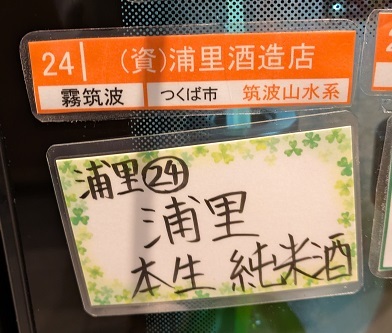 24 (資)浦里酒造店
霧筑波 つくば市 筑波山水系
浦里㉔
浦里
本生 純米酒